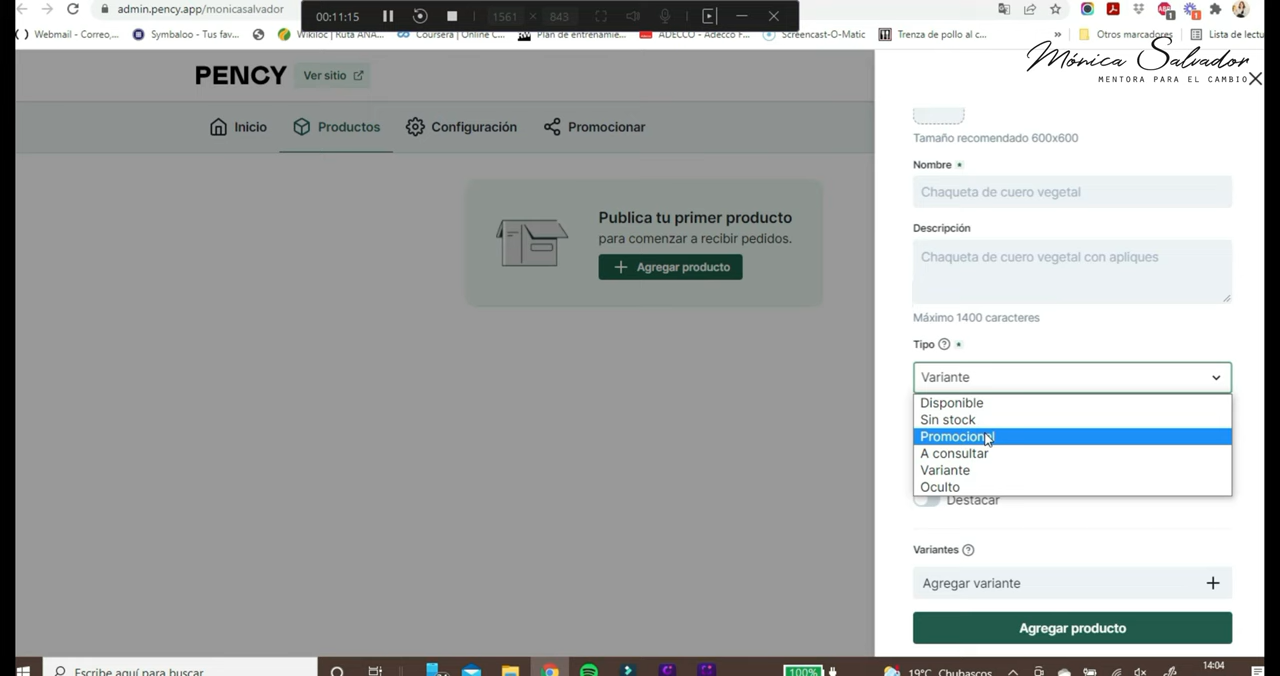 admin.pency.app/monicasalvador
00:11:15
1561 × 843
Webmail - Correo,...
Symbaloo - Tus fav...
Wikiloc | Ruta ANA...
Coursera | Online C...
Plan de entrenamie...
ADECCO - Adecco F...
Screencast-O-Matic
Trenza de pollo al c...
»
Otros marcadores
Lista de lectu
Mónica Salvador
MENTORA PARA EL CAMBIO
PENCY
Ver sitio
Inicio
Productos
Configuración
Promocionar
Publica tu primer producto
para comenzar a recibir pedidos.
+ Agregar producto
Tamaño recomendado 600x600
Nombre
Chaqueta de cuero vegetal
Descripción
Chaqueta de cuero vegetal con apliques
Máximo 1400 caracteres
Tipo
Variante
Disponible
Sin stock
Promocional
A consultar
Variante
Oculto
Destacar
Variantes
Agregar variante +
Agregar producto
Escribe aquí para buscar
100%
19°C Chubascos
14:04